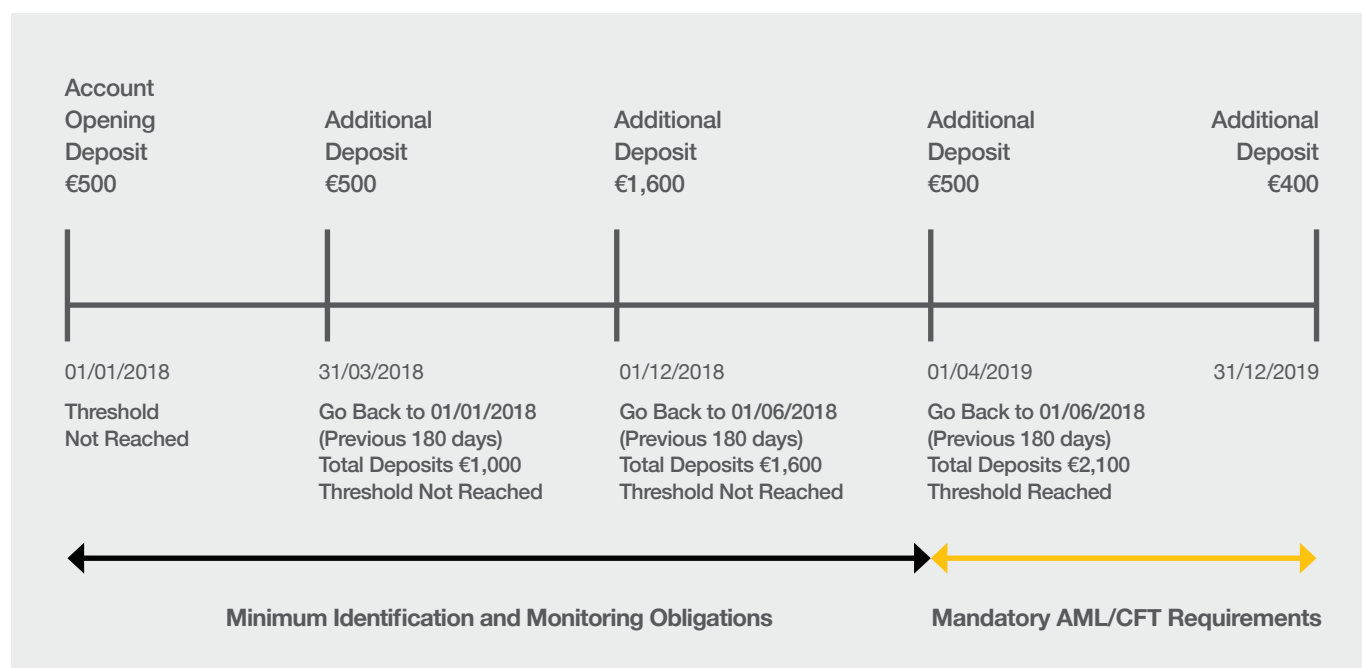 Account
Opening
Deposit
€500
Additional
Deposit
€500
Additional
Deposit
€1,600
Additional
Deposit
€500
Additional
Deposit
€400
01/01/2018
Threshold
Not Reached
31/03/2018
Go Back to 01/01/2018
(Previous 180 days)
Total Deposits €1,000
Threshold Not Reached
01/12/2018
Go Back to 01/06/2018
(Previous 180 days)
Total Deposits €1,600
Threshold Not Reached
01/04/2019
Go Back to 01/06/2018
(Previous 180 days)
Total Deposits €2,100
Threshold Reached
31/12/2019
Minimum Identification and Monitoring Obligations
Mandatory AML/CFT Requirements